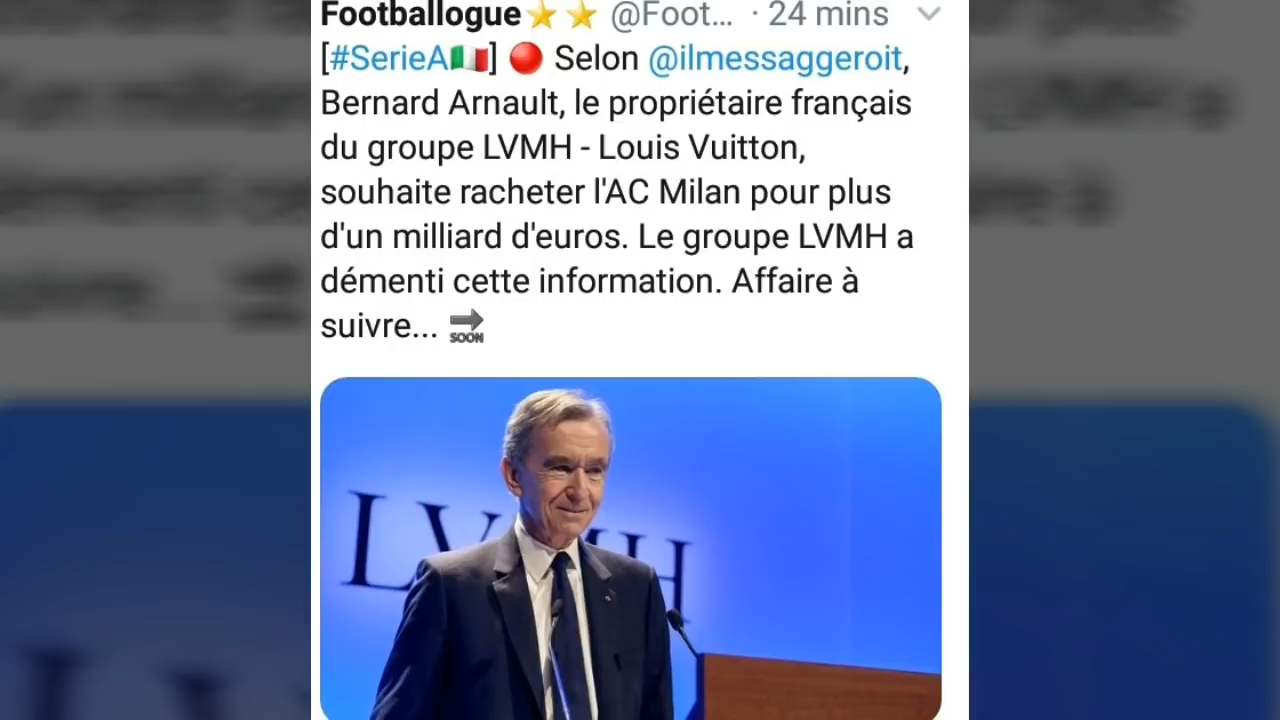 Footballogue⭐⭐ @Foot... · 24 mins
[#SerieA🇮🇹] 🔴 Selon @ilmessaggeroit,
Bernard Arnault, le propriétaire français
du groupe LVMH - Louis Vuitton,
souhaite racheter l'AC Milan pour plus
d'un milliard d'euros. Le groupe LVMH a
démenti cette information. Affaire à
suivre... 🔜
LVMH